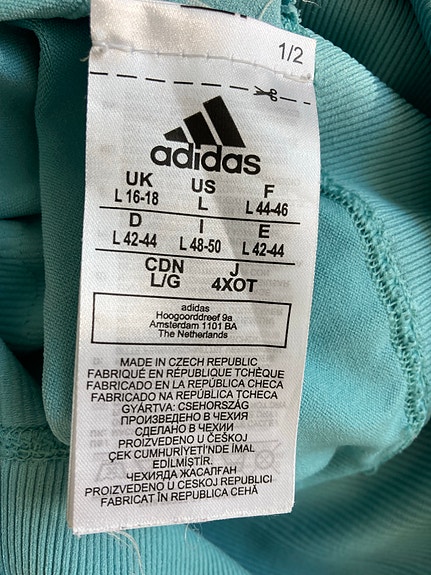 1/2
adidas
UK US F
L 16-18 L L 44-46
D I E
L 42-44 L 48-50 L 42-44
CDN J
L/G 4XOT
adidas
Hoogoorddreef 9a
Amsterdam 1101 BA
The Netherlands
MADE IN CZECH REPUBLIC
FABRIQUÉ EN RÉPUBLIQUE TCHÈQUE
FABRICADO EN LA REPÚBLICA CHECA
FABRICADO NA REPÚBLICA TCHECA
GYÁRTVA: CSEHORSZÁG
ПРОИЗВЕДЕНО В ЧЕХИЯ
СДЕЛАНО В ЧЕХИИ
PROIZVEDENO U ČEŠKOJ
ÇEK CUMHURİYETİ'NDE İMAL
EDİLMİŞTİR.
ЧЕХИЯДА ЖАСАЛҒАН
PROIZVEDENO U ČEŠKOJ REPUBLICI
FABRICAT ÎN REPUBLICA CEHĂ